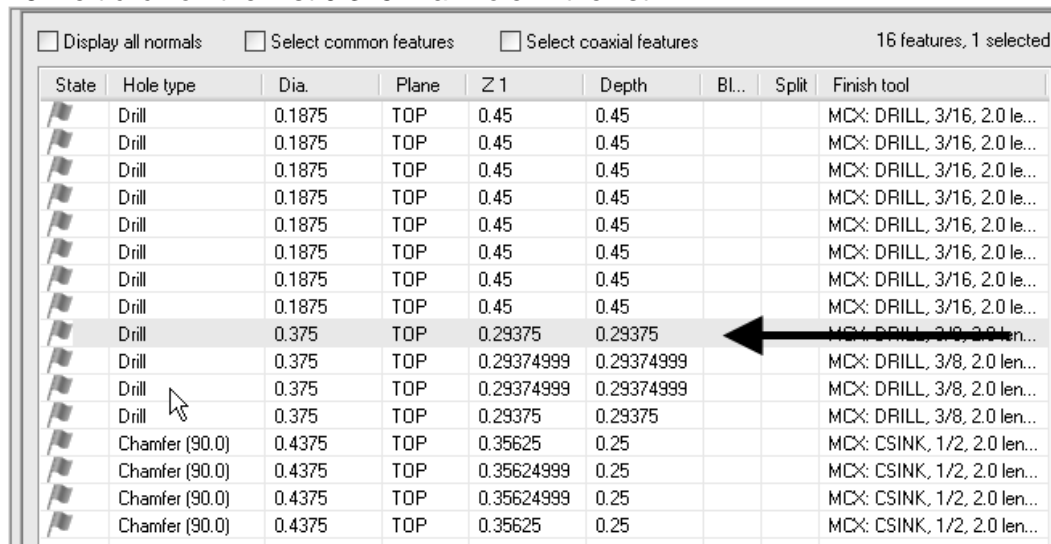 Display all normals Select common features Select coaxial features 16 features, 1 selected
State Hole type Dia. Plane Z 1 Depth Bl... Split Finish tool
Drill 0.1875 TOP 0.45 0.45 MCX: DRILL, 3/16, 2.0 le...
Drill 0.1875 TOP 0.45 0.45 MCX: DRILL, 3/16, 2.0 le...
Drill 0.1875 TOP 0.45 0.45 MCX: DRILL, 3/16, 2.0 le...
Drill 0.1875 TOP 0.45 0.45 MCX: DRILL, 3/16, 2.0 le...
Drill 0.1875 TOP 0.45 0.45 MCX: DRILL, 3/16, 2.0 le...
Drill 0.1875 TOP 0.45 0.45 MCX: DRILL, 3/16, 2.0 le...
Drill 0.1875 TOP 0.45 0.45 MCX: DRILL, 3/16, 2.0 le...
Drill 0.1875 TOP 0.45 0.45 MCX: DRILL, 3/16, 2.0 le...
Drill 0.375 TOP 0.29375 0.29375 MCX: DRILL, 3/8, 2.0 len...
Drill 0.375 TOP 0.29374999 0.29374999 MCX: DRILL, 3/8, 2.0 len...
Drill 0.375 TOP 0.29374999 0.29374999 MCX: DRILL, 3/8, 2.0 len...
Drill 0.375 TOP 0.29375 0.29375 MCX: DRILL, 3/8, 2.0 len...
Chamfer (90.0) 0.4375 TOP 0.35625 0.25 MCX: CSINK, 1/2, 2.0 len...
Chamfer (90.0) 0.4375 TOP 0.35624999 0.25 MCX: CSINK, 1/2, 2.0 len...
Chamfer (90.0) 0.4375 TOP 0.35624999 0.25 MCX: CSINK, 1/2, 2.0 len...
Chamfer (90.0) 0.4375 TOP 0.35625 0.25 MCX: CSINK, 1/2, 2.0 len...